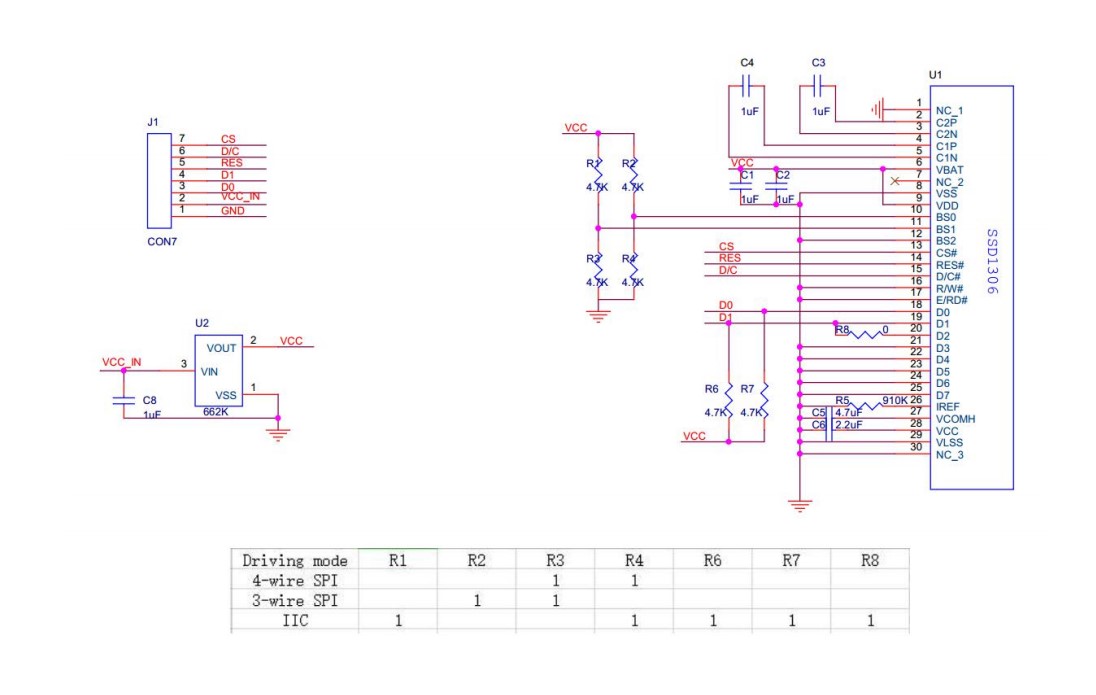 J1
7 CS
6 D/C
5 RES
4 D1
3 D0
2 VCC_IN
1 GND
CON7
U2
VCC_IN
3 VIN
VOUT 2 VCC
VSS 1
662K
C8
1uF
VCC
R1 R2
4.7K 4.7K
R3 R4
4.7K 4.7K
C4 C3
1uF 1uF
VCC
C1 C2
1uF 1uF
CS
RES
D/C
D0
D1
R8 0
R6 R7
4.7K 4.7K
VCC
R5 910K
C5 4.7uF
C6 2.2uF
U1
1 NC_1
2 C2P
3 C2N
4 C1P
5 C1N
6 VBAT
7 NC_2
8 VSS
9 VDD
10 BS0
11 BS1
12 BS2
13 CS#
14 RES#
15 D/C#
16 R/W#
17 E/RD#
18 D0
19 D1
20 D2
21 D3
22 D4
23 D5
24 D6
25 D7
26 IREF
27 VCOMH
28 VCC
29 VLSS
30 NC_3
SSD1306
Driving mode R1 R2 R3 R4 R6 R7 R8
4-wire SPI 1 1
3-wire SPI 1 1
IIC 1 1 1 1 1